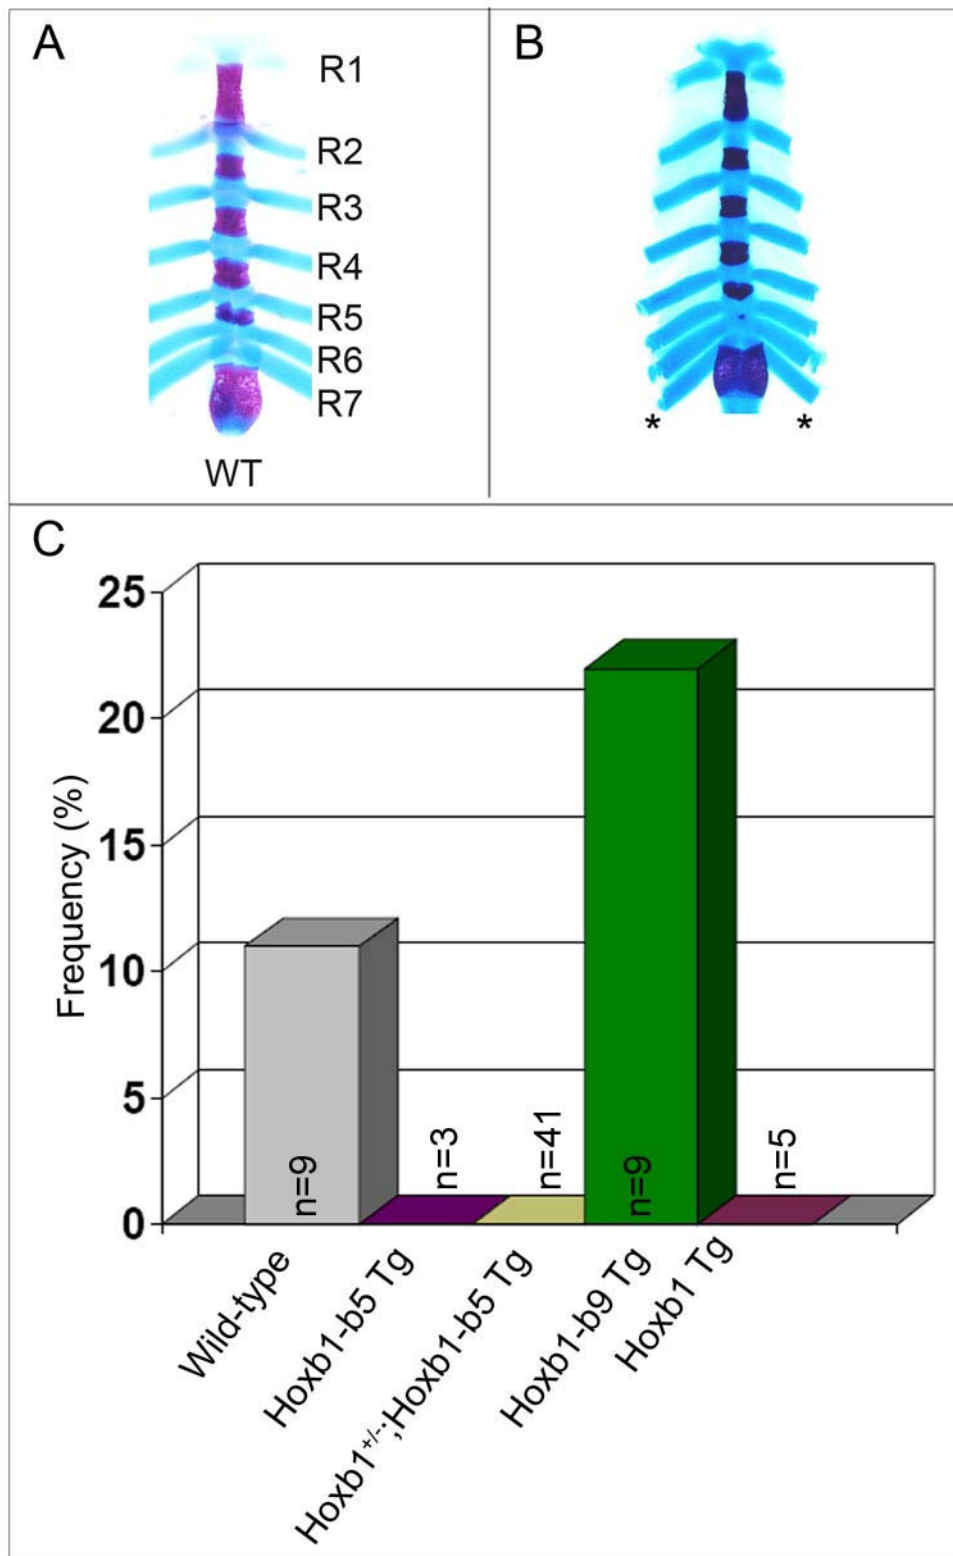 A
R1
R2
R3
R4
R5
R6
R7
WT
B
*
*
C
25
20
15
10
5
0
Frequency (%)
n=9
n=3
n=41
n=9
n=5
Wild-type
Hoxb1-b5 Tg
Hoxb1+/-;Hoxb1-b5 Tg
Hoxb1-b9 Tg
Hoxb1 Tg